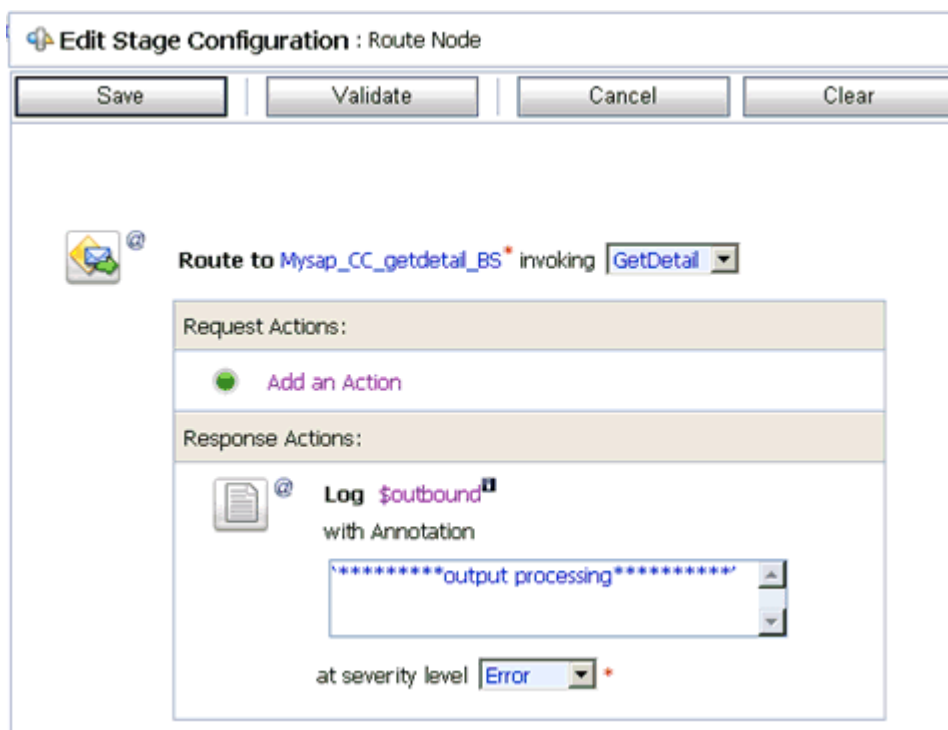 Edit Stage Configuration : Route Node
Save Validate Cancel Clear
@
Route to Mysap_CC_getdetail_BS* invoking GetDetail
Request Actions:
Add an Action
Response Actions:
@ Log $outbound
with Annotation
'*********output processing**********'
at severity level Error *